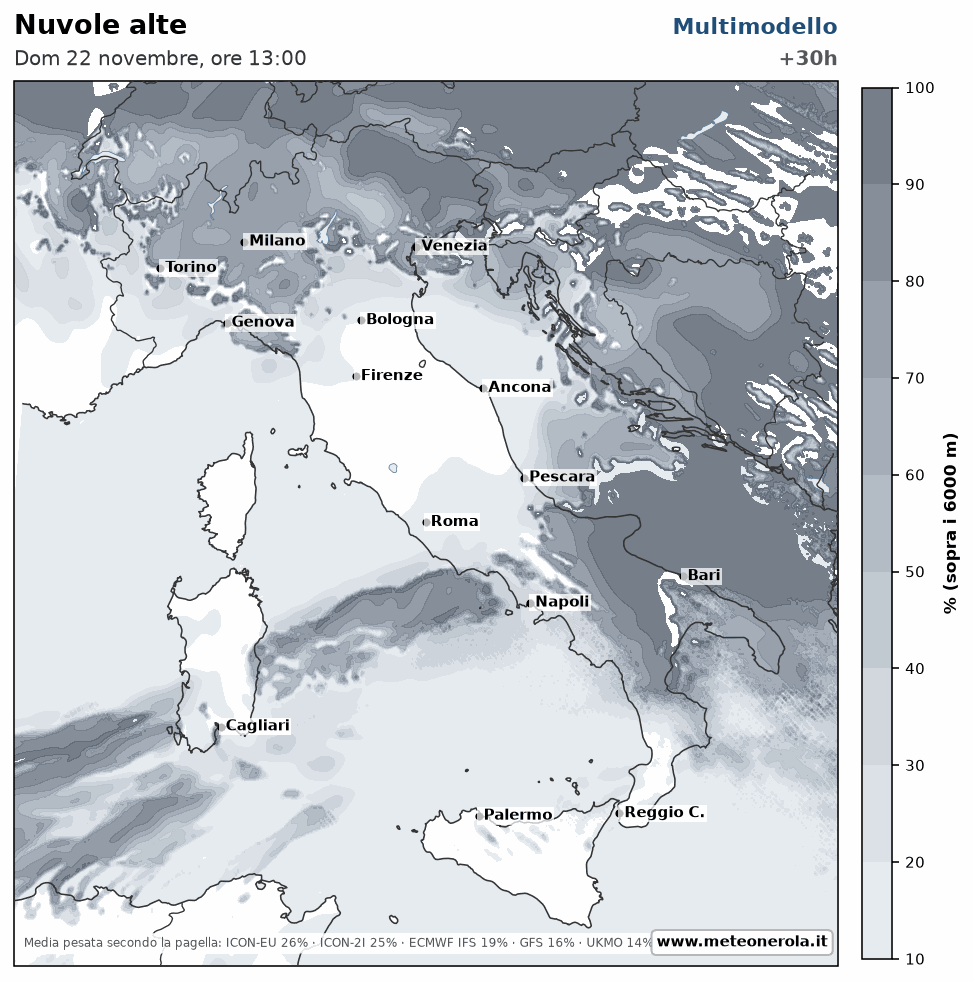 Nuvole alte
Multimodello
Dom 22 novembre, ore 13:00
+30h
100
90
80
70
60
50
40
30
20
10
% (sopra i 6000 m)
Milano
Venezia
Torino
Genova
Bologna
Firenze
Ancona
Pescara
Roma
Bari
Napoli
Cagliari
Palermo
Reggio C.
Media pesata secondo la pagella: ICON-EU 26% · ICON-2I 25% · ECMWF IFS 19% · GFS 16% · UKMO 14%
www.meteonerola.it